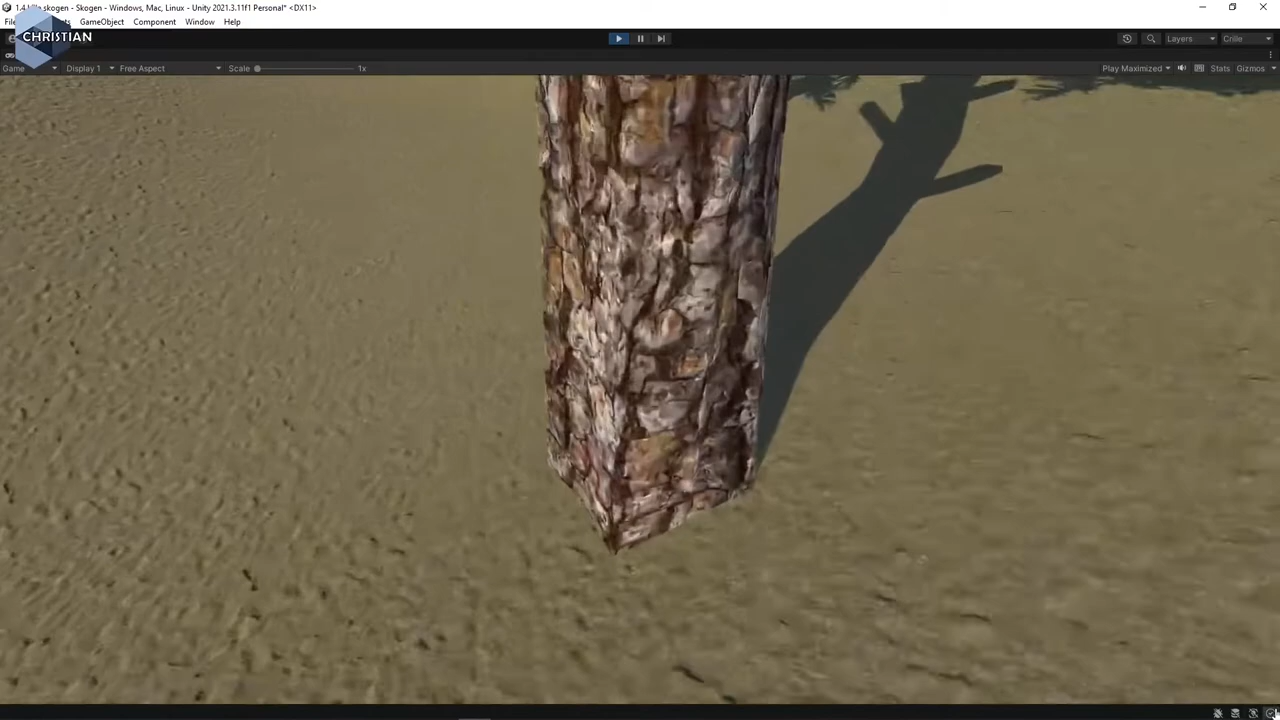 1.4 Lilla skogen - Skogen - Windows, Mac, Linux - Unity 2021.3.11f1 Personal* <DX11>
GameObject Component Window Help
CHRISTIAN
Layers Crille
Game Display 1 Free Aspect Scale 1x Play Maximized Stats Gizmos